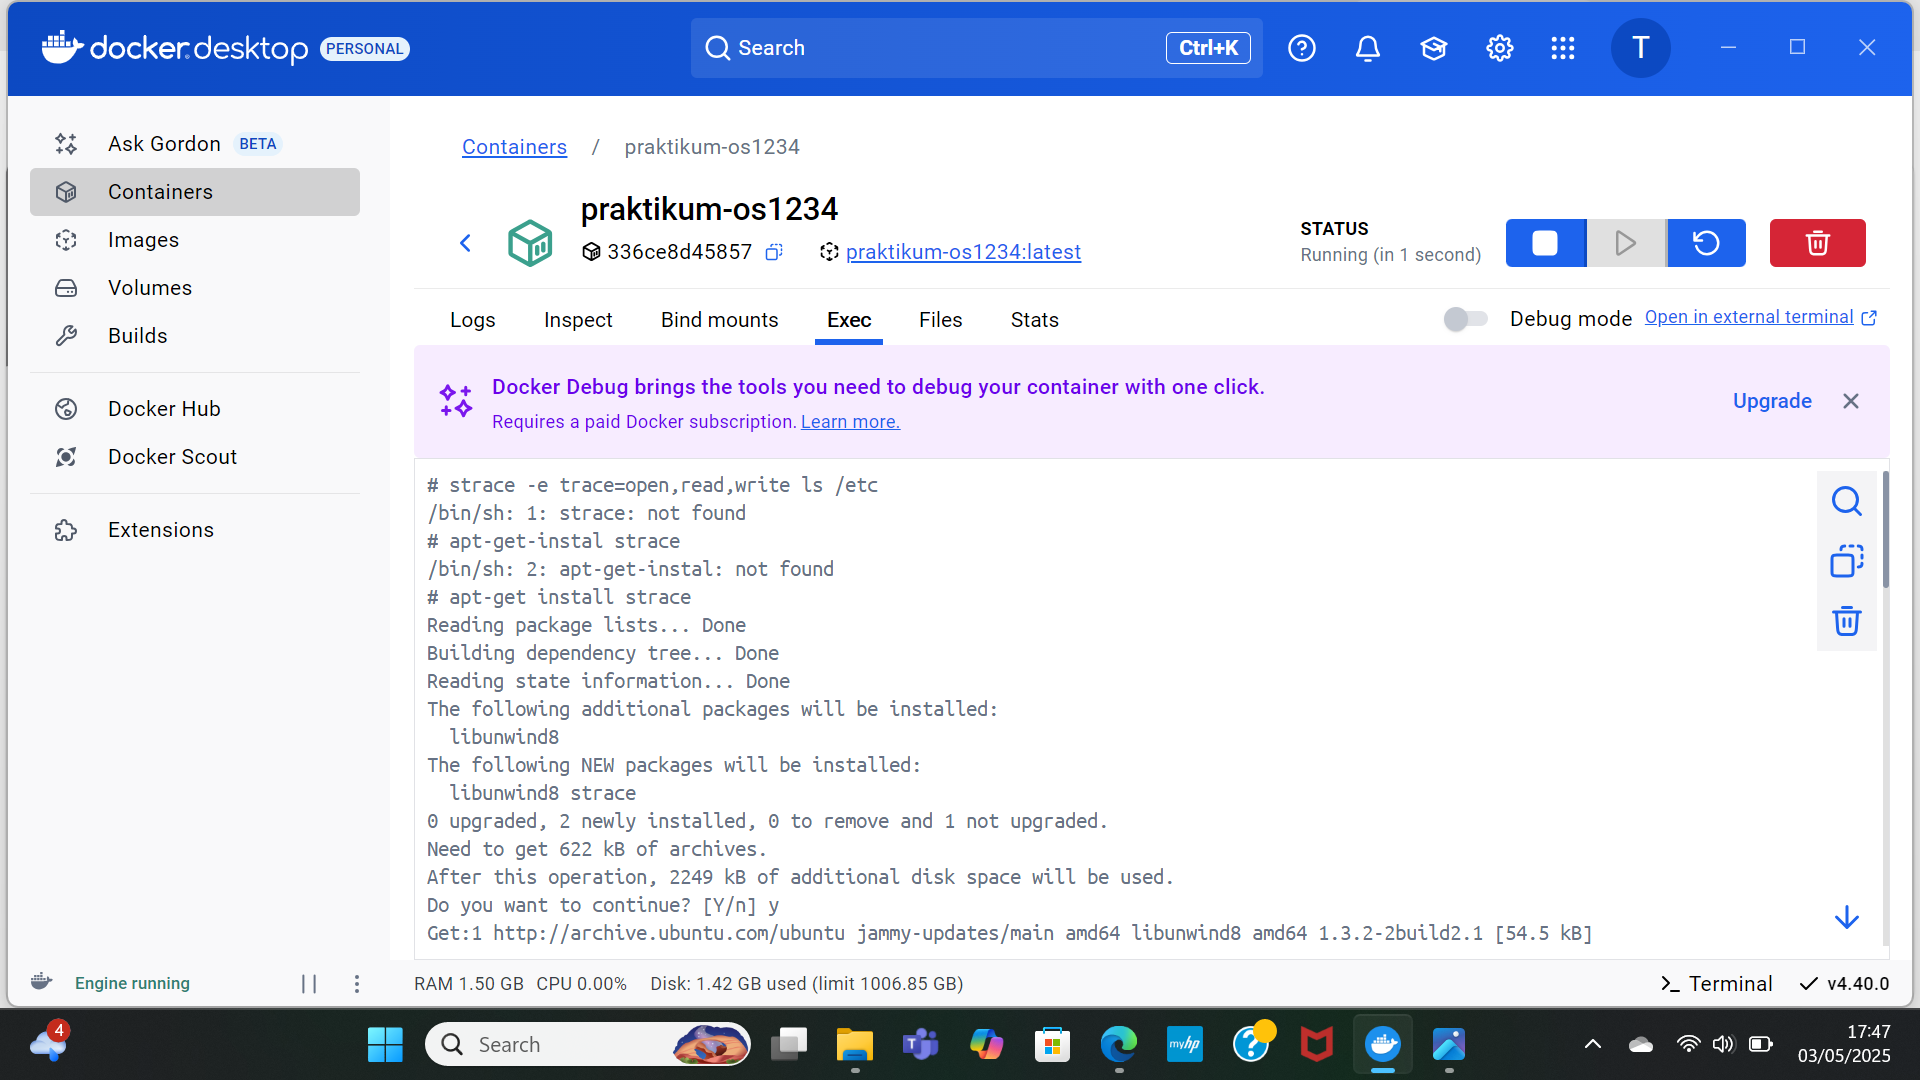 docker desktop PERSONAL
Search
Ctrl+K
T
Ask Gordon BETA
Containers
Images
Volumes
Builds
Docker Hub
Docker Scout
Extensions
Containers / praktikum-os1234
praktikum-os1234
336ce8d45857
praktikum-os1234:latest
STATUS
Running (in 1 second)
Logs
Inspect
Bind mounts
Exec
Files
Stats
Debug mode
Open in external terminal
Docker Debug brings the tools you need to debug your container with one click.
Requires a paid Docker subscription. Learn more.
Upgrade
# strace -e trace=open,read,write ls /etc
/bin/sh: 1: strace: not found
# apt-get-instal strace
/bin/sh: 2: apt-get-instal: not found
# apt-get install strace
Reading package lists... Done
Building dependency tree... Done
Reading state information... Done
The following additional packages will be installed:
libunwind8
The following NEW packages will be installed:
libunwind8 strace
0 upgraded, 2 newly installed, 0 to remove and 1 not upgraded.
Need to get 622 kB of archives.
After this operation, 2249 kB of additional disk space will be used.
Do you want to continue? [Y/n] y
Get:1 http://archive.ubuntu.com/ubuntu jammy-updates/main amd64 libunwind8 amd64 1.3.2-2build2.1 [54.5 kB]
Engine running
RAM 1.50 GB CPU 0.00% Disk: 1.42 GB used (limit 1006.85 GB)
Terminal
v4.40.0
4
Search
T
myhp
?
17:47
03/05/2025